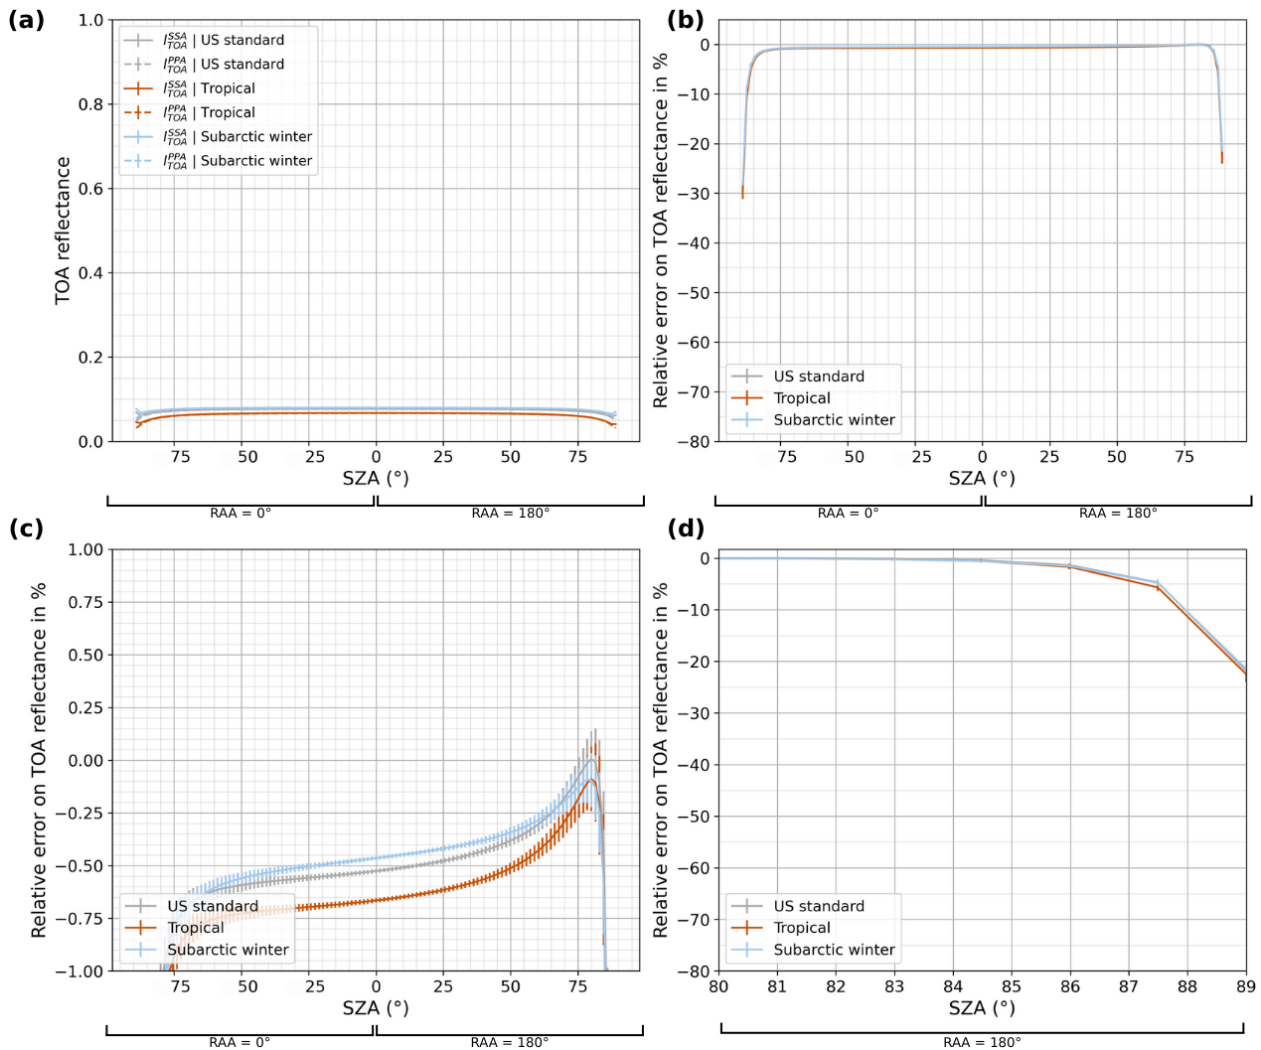 (a)
1.0
0.8
0.6
0.4
0.2
0.0
TOA reflectance
I^{SSA}_{TOA} | US standard
I^{PPA}_{TOA} | US standard
I^{SSA}_{TOA} | Tropical
I^{PPA}_{TOA} | Tropical
I^{SSA}_{TOA} | Subarctic winter
I^{PPA}_{TOA} | Subarctic winter
75 50 25 0 25 50 75
SZA (°)
RAA = 0° RAA = 180°
(b)
0
−10
−20
−30
−40
−50
−60
−70
−80
Relative error on TOA reflectance in %
US standard
Tropical
Subarctic winter
75 50 25 0 25 50 75
SZA (°)
RAA = 0° RAA = 180°
(c)
1.00
0.75
0.50
0.25
0.00
−0.25
−0.50
−0.75
−1.00
Relative error on TOA reflectance in %
US standard
Tropical
Subarctic winter
75 50 25 0 25 50 75
SZA (°)
RAA = 0° RAA = 180°
(d)
0
−10
−20
−30
−40
−50
−60
−70
−80
Relative error on TOA reflectance in %
US standard
Tropical
Subarctic winter
80 81 82 83 84 85 86 87 88 89
SZA (°)
RAA = 180°